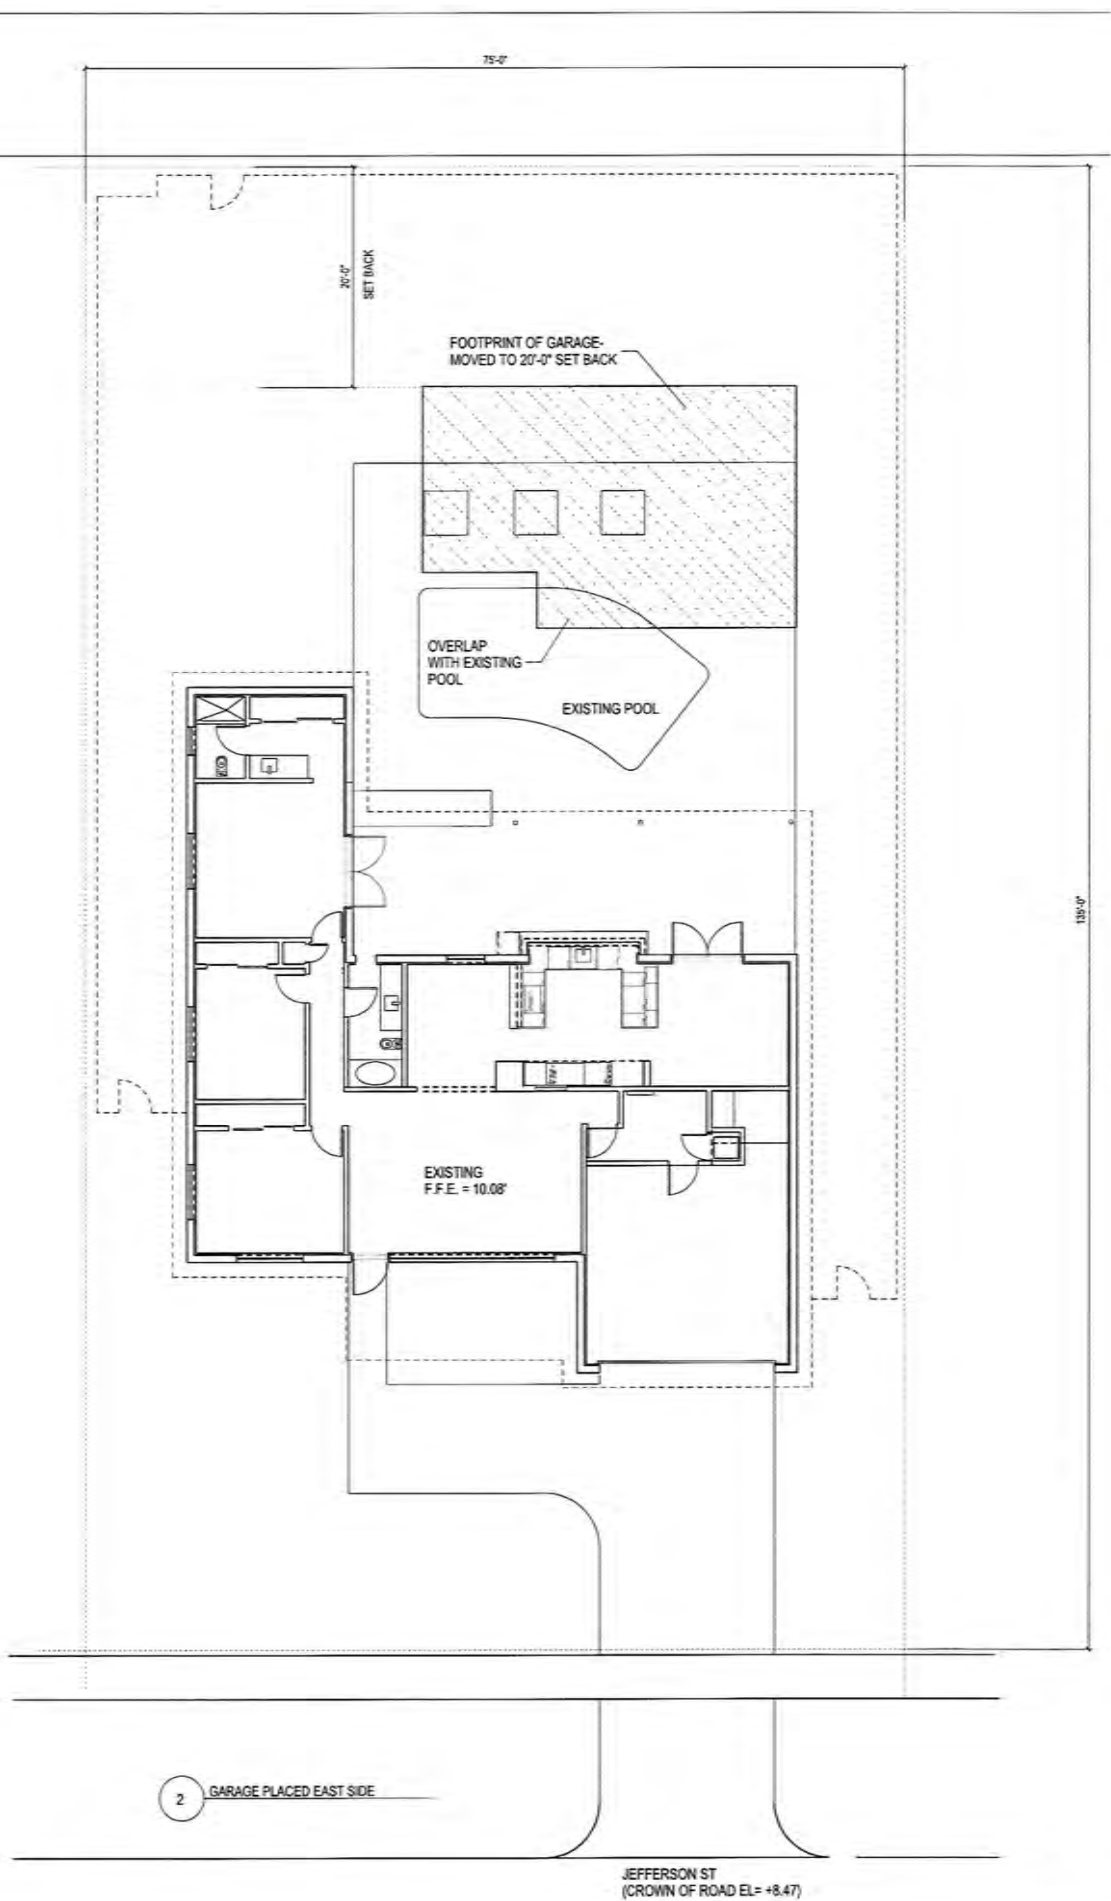 75'-0"
20'-0"
SET BACK
FOOTPRINT OF GARAGE-
MOVED TO 20'-0" SET BACK
OVERLAP
WITH EXISTING
POOL
EXISTING POOL
135'-0"
EXISTING
F.F.E. = 10.08'
2
GARAGE PLACED EAST SIDE
JEFFERSON ST
(CROWN OF ROAD EL= +8.47)